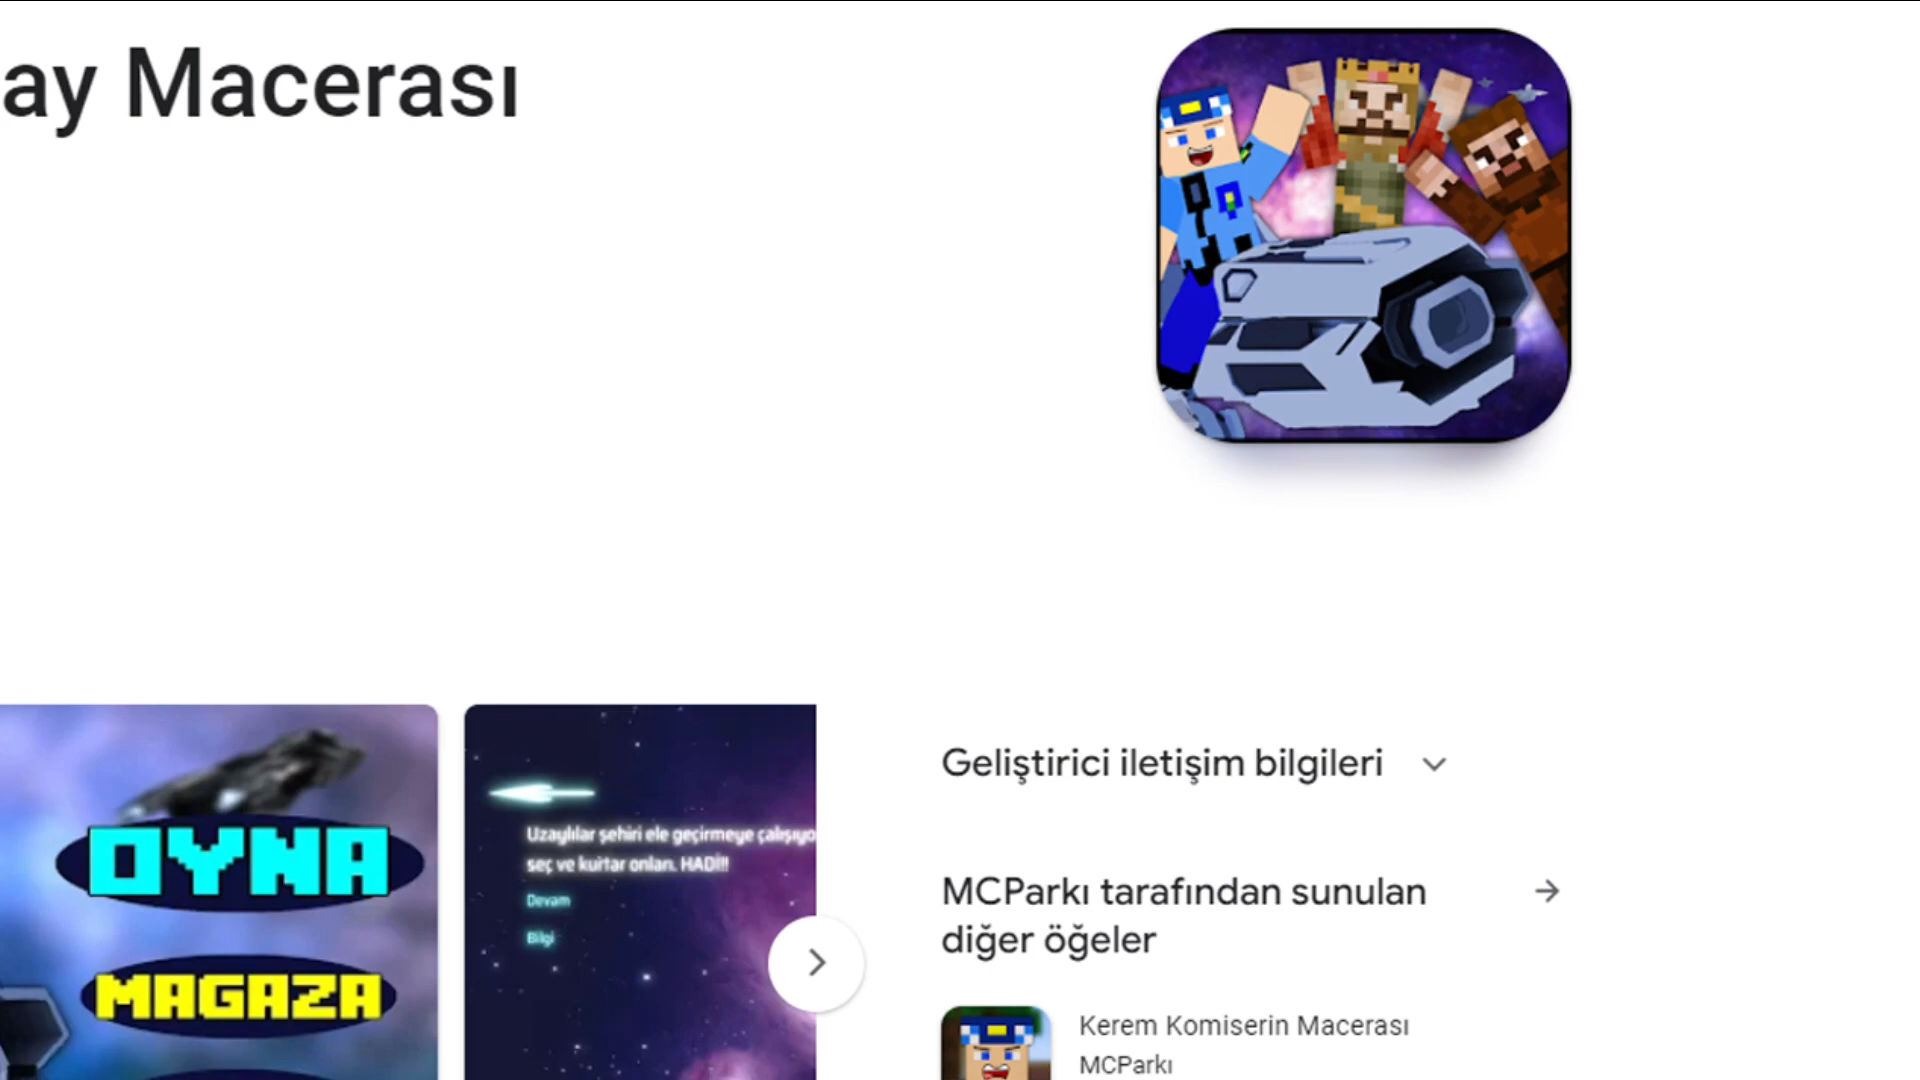 ay Macerası
OYNA
MAGAZA
Uzaylılar şehiri ele geçirmeye çalışıyo
seç ve kurtar onları. HADİ!!!
Devam
Bilgi
Geliştirici iletişim bilgileri
MCParkı tarafından sunulan
diğer öğeler
Kerem Komiserin Macerası
MCParkı